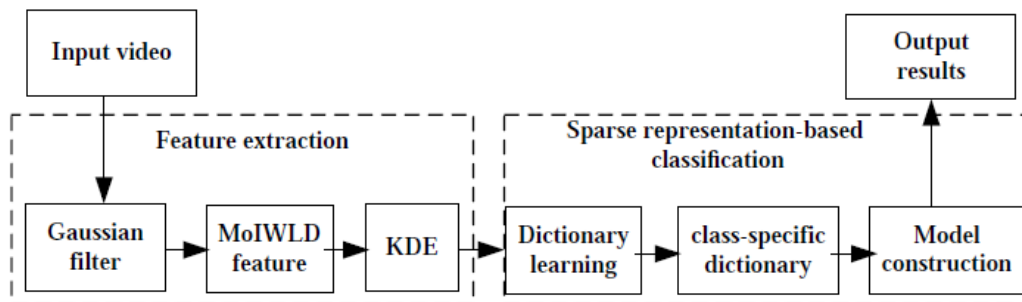 Input video
Output
results
Feature extraction
Sparse representation-based
classification
Gaussian
filter
MoIWLD
feature
KDE
Dictionary
learning
class-specific
dictionary
Model
construction